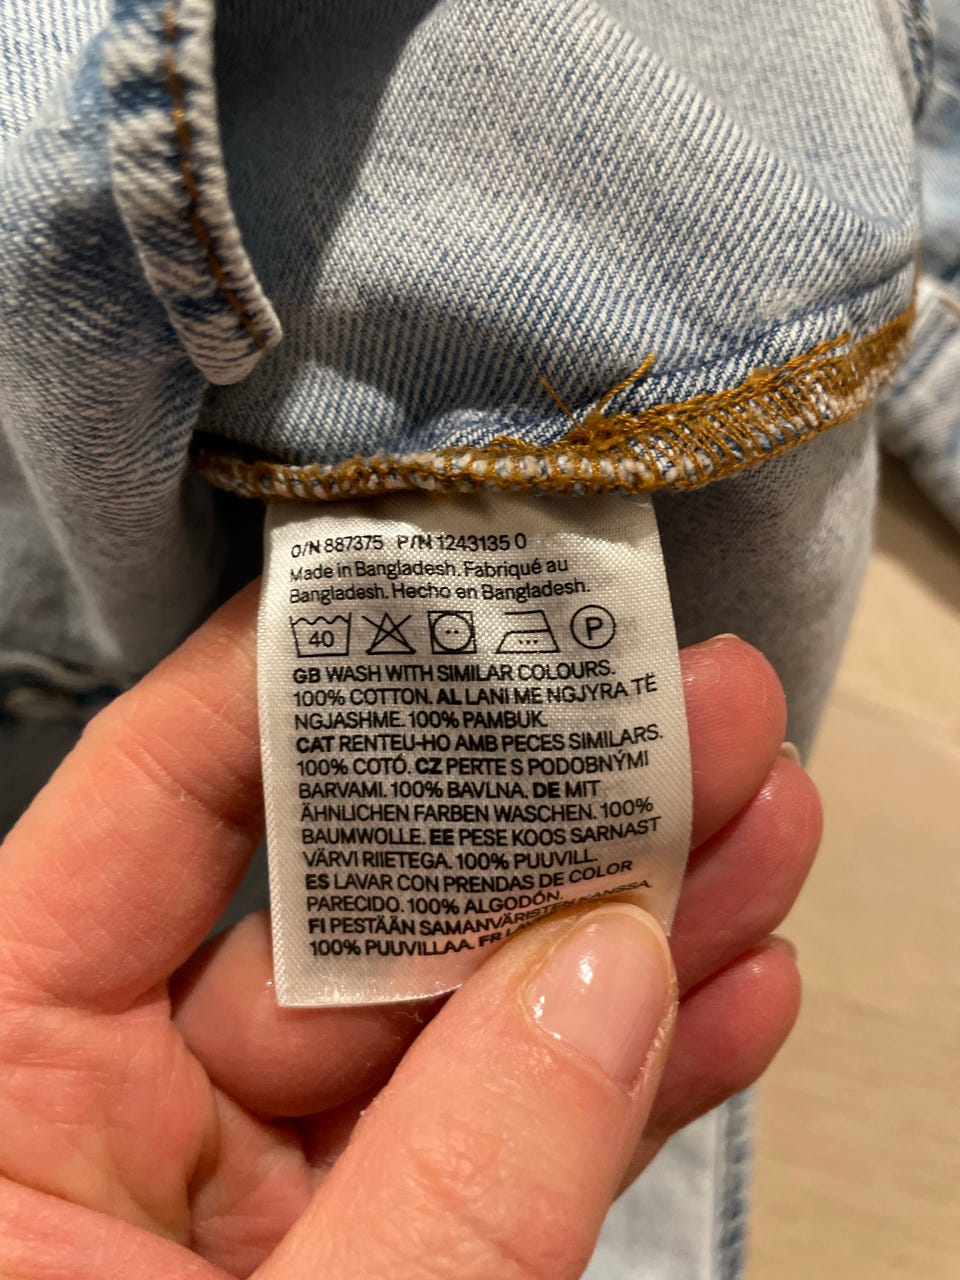 O/N 887375 P/N 1243135 0
Made in Bangladesh. Fabriqué au
Bangladesh. Hecho en Bangladesh.
40 P
GB WASH WITH SIMILAR COLOURS.
100% COTTON. AL LANI ME NGJYRA TË
NGJASHME. 100% PAMBUK.
CAT RENTEU-HO AMB PECES SIMILARS.
100% COTÓ. CZ PERTE S PODOBNÝMI
BARVAMI. 100% BAVLNA. DE MIT
ÄHNLICHEN FARBEN WASCHEN. 100%
BAUMWOLLE. EE PESE KOOS SARNAST
VÄRVI RIIETEGA. 100% PUUVILL.
ES LAVAR CON PRENDAS DE COLOR
PARECIDO. 100% ALGODÓN.
FI PESTÄÄN SAMANVÄRISTEN KANSSA.
100% PUUVILLAA. FR